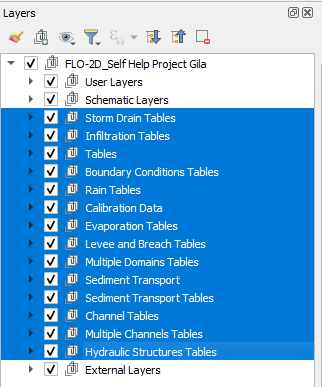 Layers
FLO-2D_Self Help Project Gila
User Layers
Schematic Layers
Storm Drain Tables
Infiltration Tables
Tables
Boundary Conditions Tables
Rain Tables
Calibration Data
Evaporation Tables
Levee and Breach Tables
Multiple Domains Tables
Sediment Transport
Sediment Transport Tables
Channel Tables
Multiple Channels Tables
Hydraulic Structures Tables
External Layers